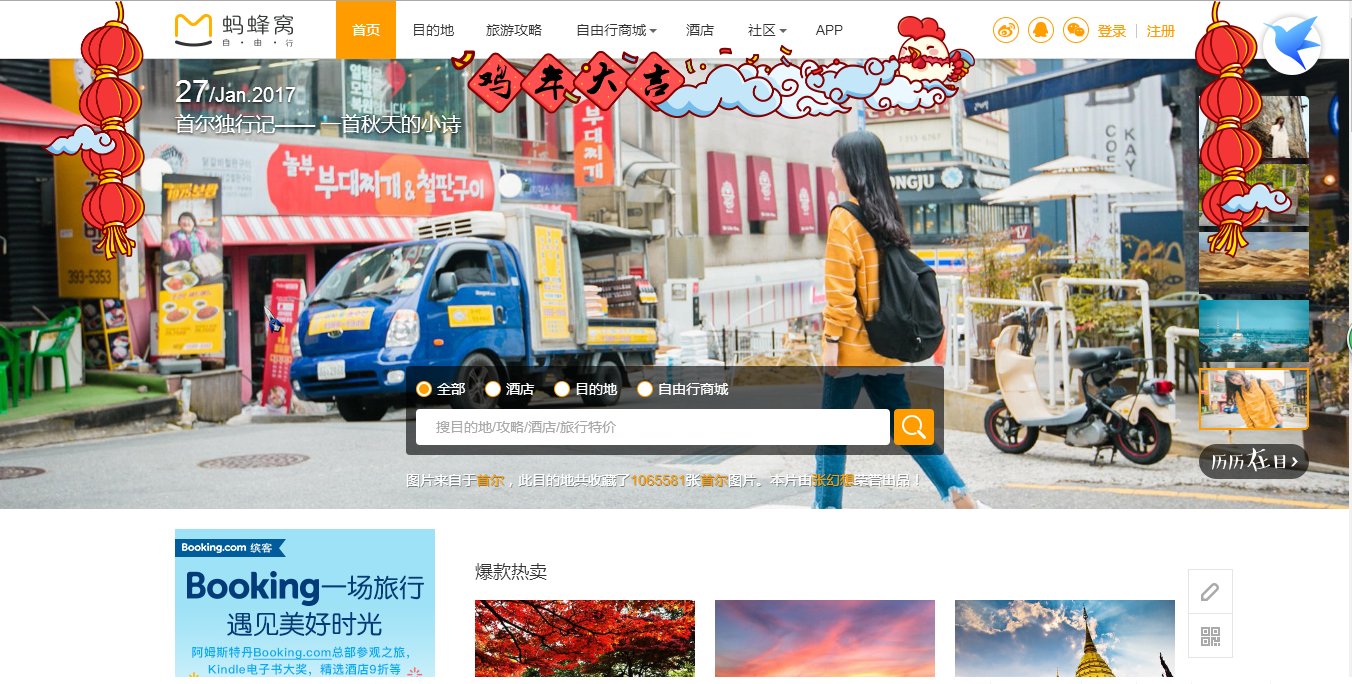 蚂蜂窝
自·由·行
首页
目的地
旅游攻略
自由行商城
酒店
社区
APP
登录
注册
鸡年大吉
27/Jan.2017
首尔独行记——一首秋天的小诗
놀부 부대찌개&철판구이
부대찌개
393-5353
COFFEE
KAY
全部
酒店
目的地
自由行商城
搜目的地/攻略/酒店/旅行特价
图片来自于首尔，此目的地共收藏了1065581张首尔图片。本片由张幻想荣誉出品！
历历在目
Booking.com 缤客
Booking一场旅行
遇见美好时光
阿姆斯特丹Booking.com总部参观之旅，
Kindle电子书大奖，精选酒店9折等
爆款热卖